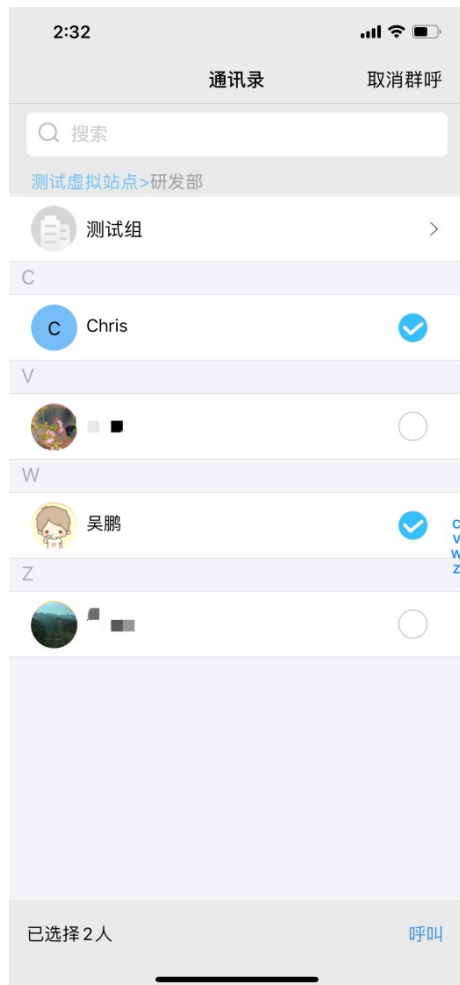 2:32
通讯录 取消群呼
搜索
测试虚拟站点>研发部
测试组
C
C Chris
V
W
吴鹏
C
V
W
Z
Z
已选择2人 呼叫